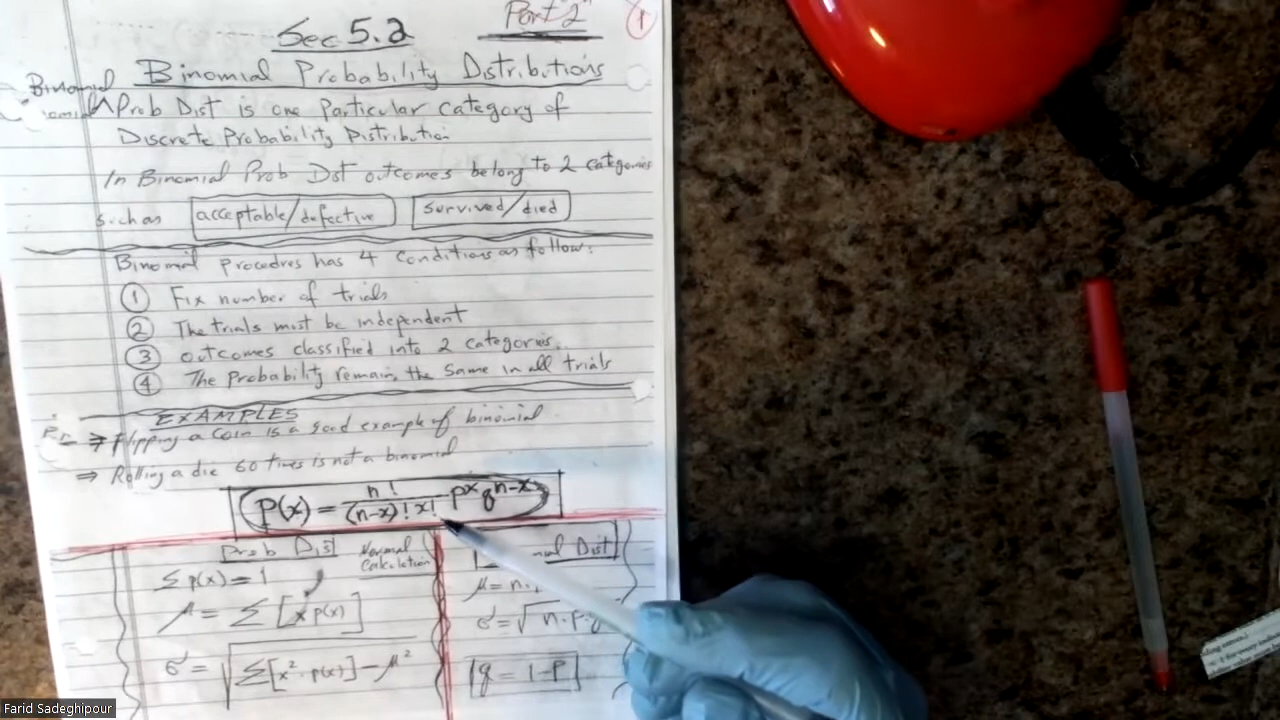 Part "2"
1
Sec 5.2
Binomial Probability Distributions
Binomial
Prob Dist is one Particular category of
Discrete Probability Distribution
In Binomial Prob Dist outcomes belong to 2 categories
such as acceptable/defective survived/died
Binomial Procedres has 4 Conditions as follow:
1 Fix number of trials
2 The trials must be independent
3 outcomes classified into 2 categories.
4 The Probability remains the same in all trials
EXAMPLES
⇒ Flipping a coin is a good example of binomial
⇒ Rolling a die 60 times is not a binomial
P(x) = n! / (n-x)! x! p^x q^n-x
Prob Dist Normal Calculation
Σ p(x) = 1
μ = Σ [x p(x)]
σ = √ Σ[x² · p(x)] - μ²
Dist
μ = n.
σ = √ n·p·
q = 1-P
Farid Sadeghipour